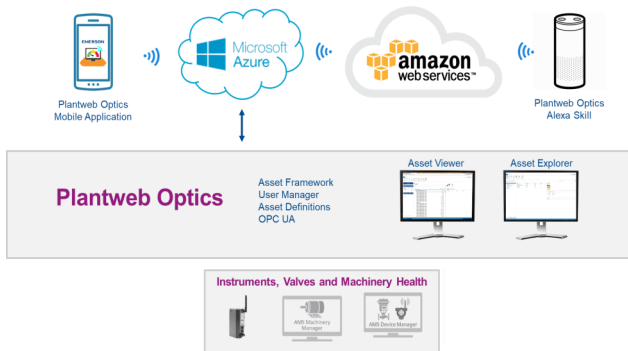 EMERSON
Microsoft
Azure
amazon
web services™
Plantweb Optics
Mobile Application
Plantweb Optics
Alexa Skill
Plantweb Optics
Asset Framework
User Manager
Asset Definitions
OPC UA
Asset Viewer
Asset Explorer
Instruments, Valves and Machinery Health
AMS Machinery
Manager
AMS Device Manager